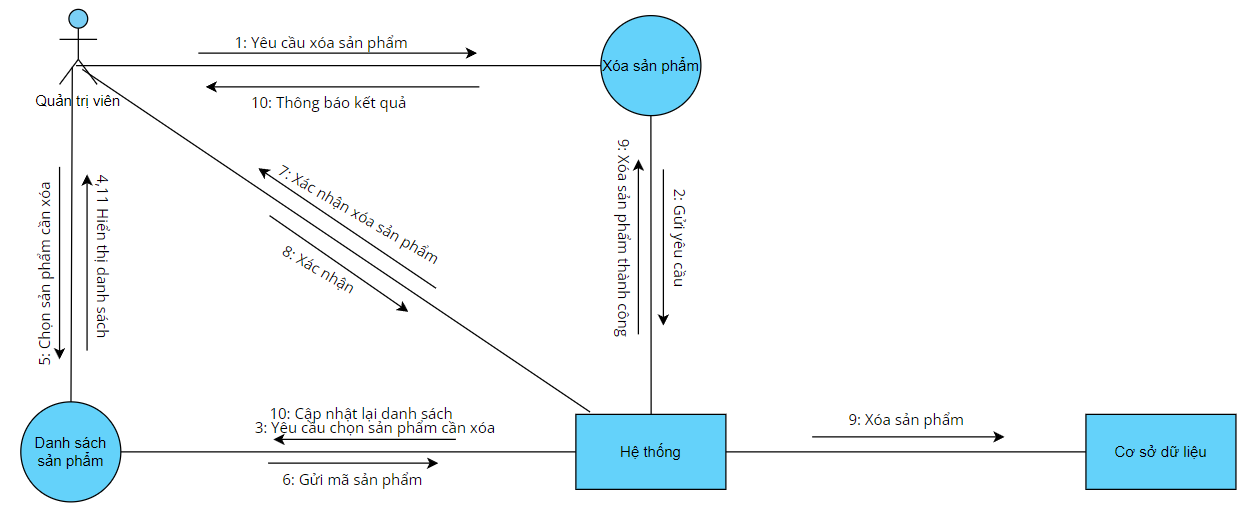 1: Yêu cầu xóa sản phẩm
Xóa sản phẩm
Quản trị viên
10: Thông báo kết quả
7: Xác nhận xóa sản phẩm
8: Xác nhận
9: Xóa sản phẩm thành công
2: Gửi yêu cầu
5: Chọn sản phẩm cần xóa
4,11 Hiển thị danh sách
10: Cập nhật lại danh sách
3: Yêu cầu chọn sản phẩm cần xóa
9: Xóa sản phẩm
Danh sách
sản phẩm
Hệ thống
Cơ sở dữ liệu
6: Gửi mã sản phẩm